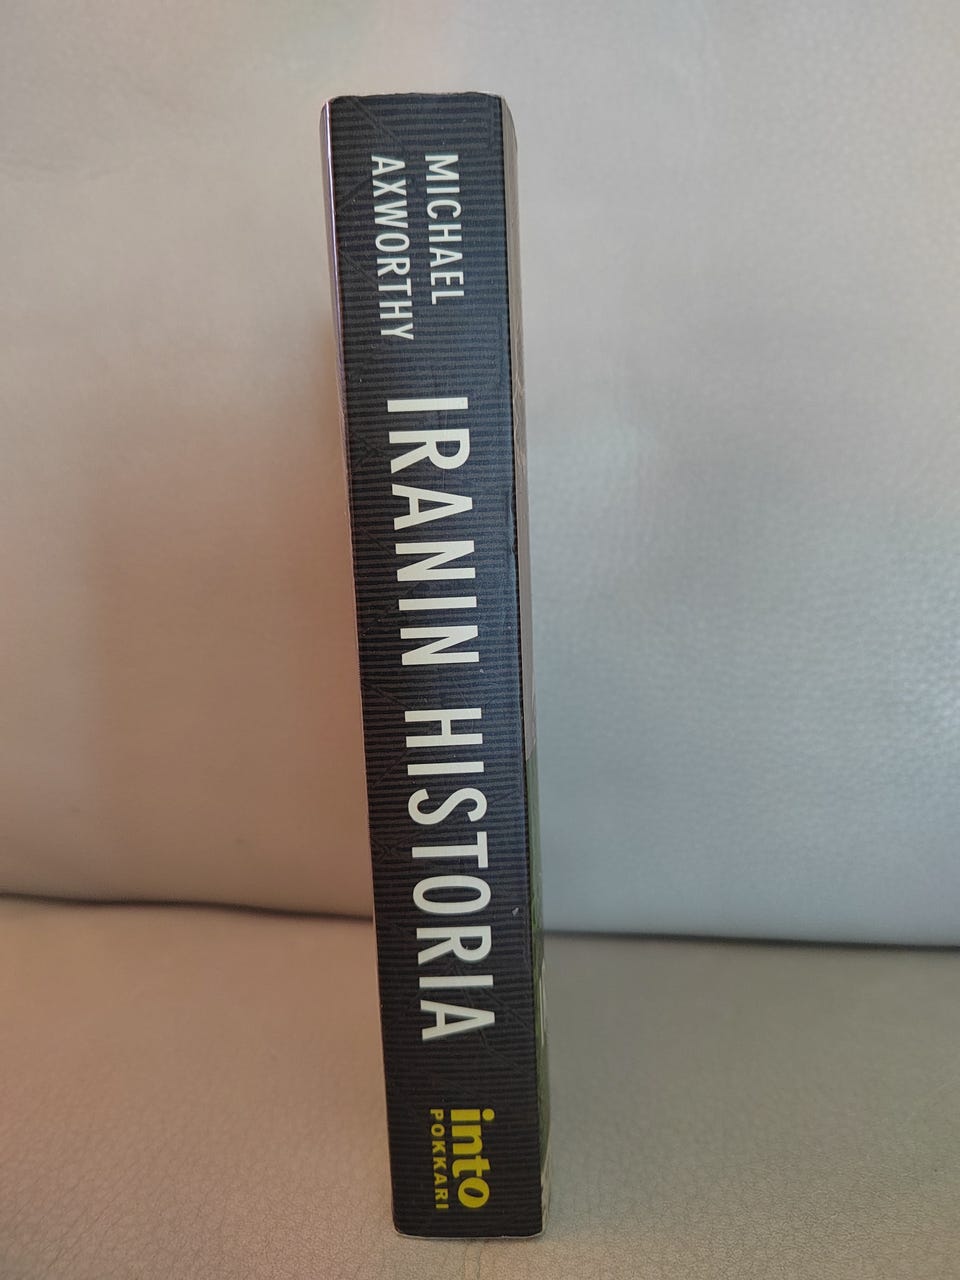 MICHAEL
AXWORTHY
IRANIN HISTORIA
into
POKKARI